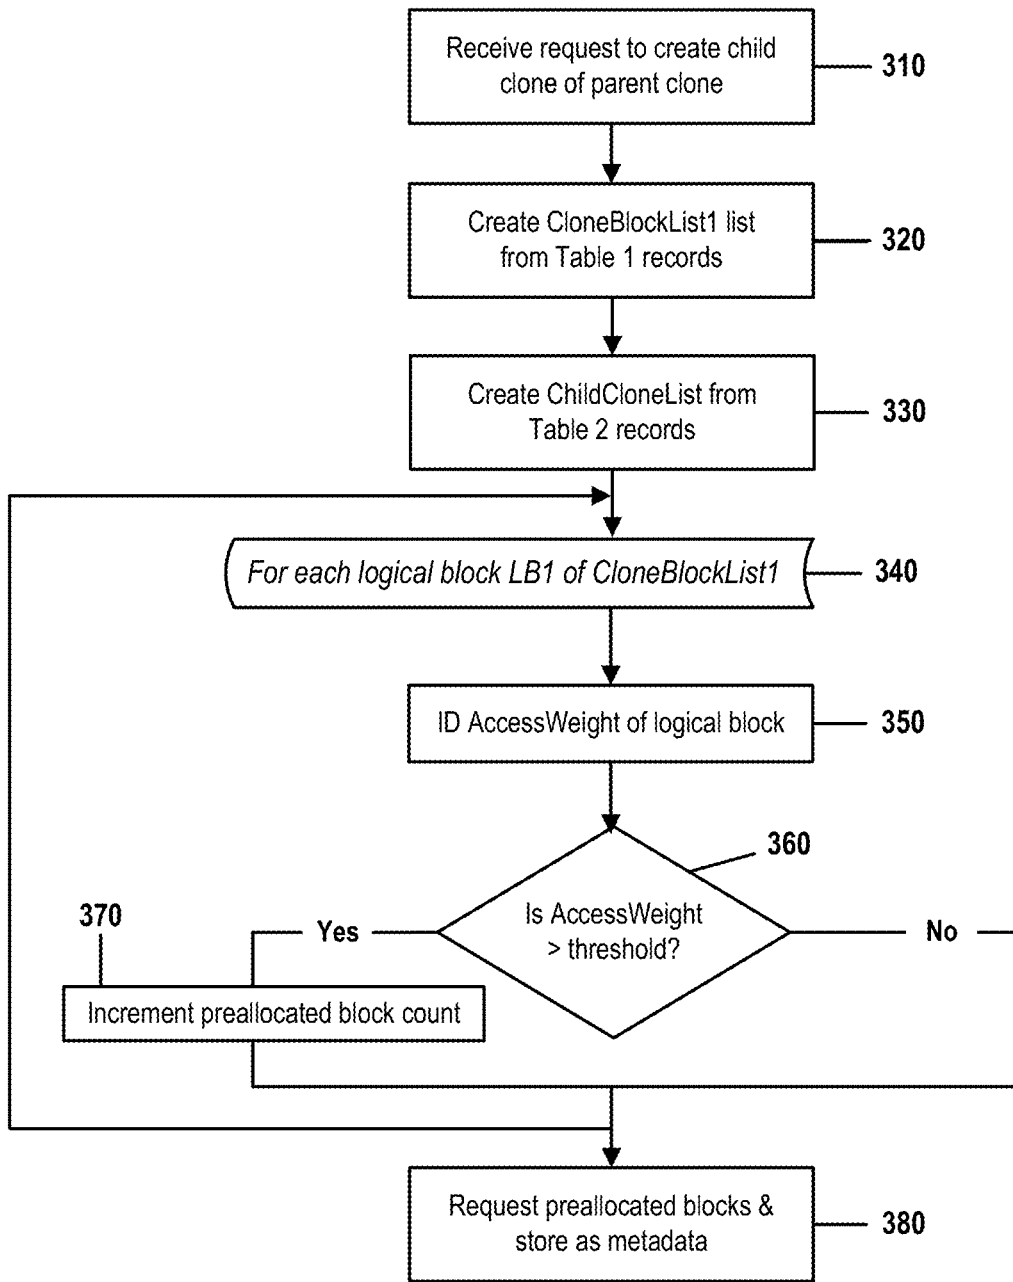 Receive request to create child
clone of parent clone
310
Create CloneBlockList1 list
from Table 1 records
320
Create ChildCloneList from
Table 2 records
330
For each logical block LB1 of CloneBlockList1
340
ID AccessWeight of logical block
350
360
Is AccessWeight
> threshold?
Yes
No
370
Increment preallocated block count
Request preallocated blocks &
store as metadata
380